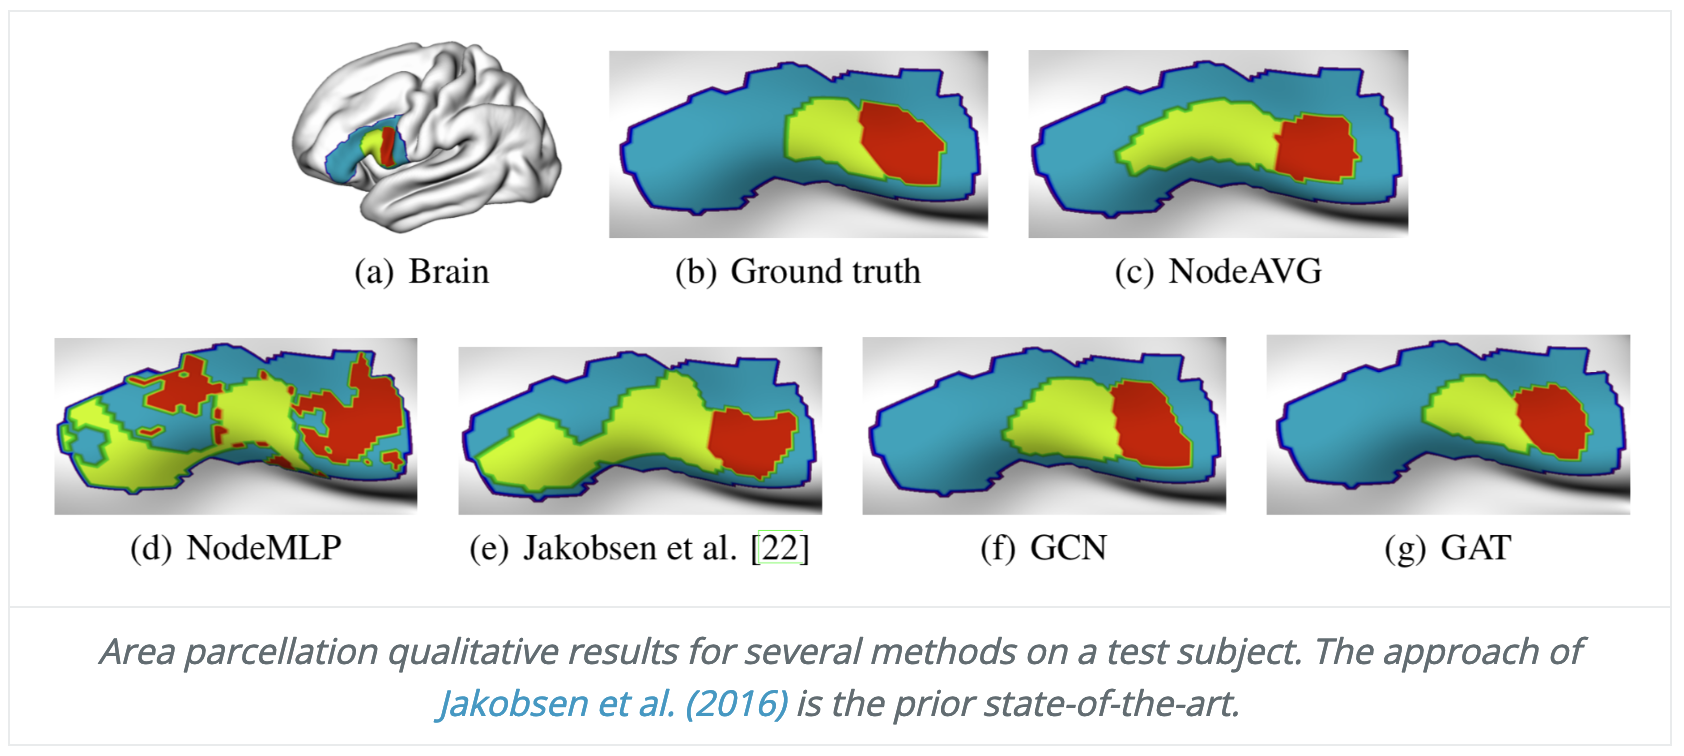 (a) Brain
(b) Ground truth
(c) NodeAVG
(d) NodeMLP
(e) Jakobsen et al. [22]
(f) GCN
(g) GAT
Area parcellation qualitative results for several methods on a test subject. The approach of
Jakobsen et al. (2016) is the prior state-of-the-art.